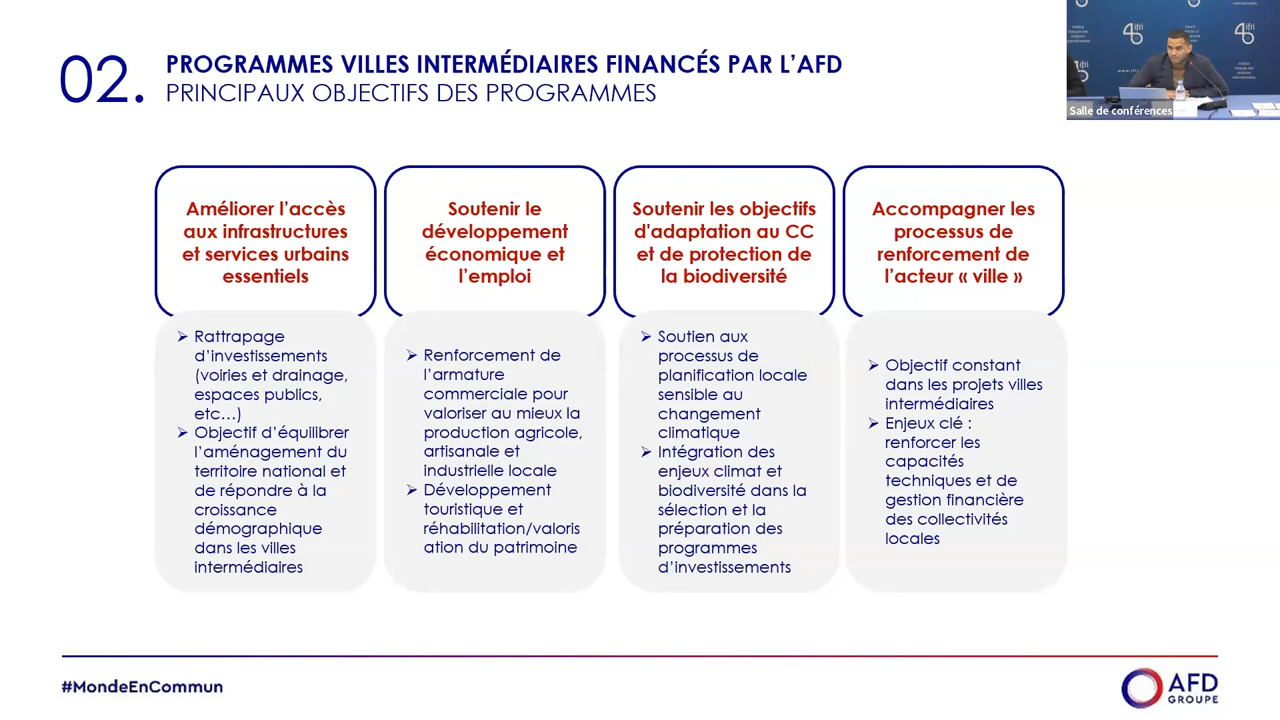 02.
PROGRAMMES VILLES INTERMÉDIAIRES FINANCÉS PAR L’AFD
PRINCIPAUX OBJECTIFS DES PROGRAMMES
ifri
ifri
Salle de conférences
Améliorer l’accès
aux infrastructures
et services urbains
essentiels
➢ Rattrapage
d’investissements
(voiries et drainage,
espaces publics,
etc…)
➢ Objectif d’équilibrer
l’aménagement du
territoire national et
de répondre à la
croissance
démographique
dans les villes
intermédiaires
Soutenir le
développement
économique et
l’emploi
➢ Renforcement de
l’armature
commerciale pour
valoriser au mieux la
production agricole,
artisanale et
industrielle locale
➢ Développement
touristique et
réhabilitation/valoris
ation du patrimoine
Soutenir les objectifs
d'adaptation au CC
et de protection de
la biodiversité
➢ Soutien aux
processus de
planification locale
sensible au
changement
climatique
➢ Intégration des
enjeux climat et
biodiversité dans la
sélection et la
préparation des
programmes
d’investissements
Accompagner les
processus de
renforcement de
l’acteur « ville »
➢ Objectif constant
dans les projets villes
intermédiaires
➢ Enjeux clé :
renforcer les
capacités
techniques et de
gestion financière
des collectivités
locales
#MondeEnCommun
AFD
GROUPE